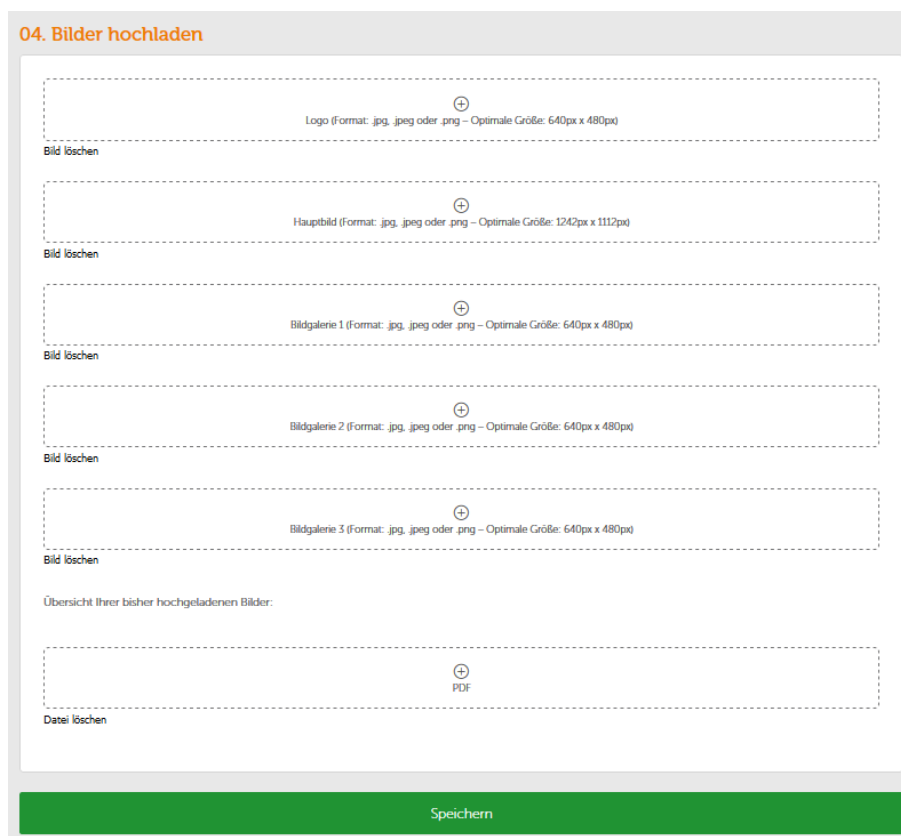 04. Bilder hochladen
Logo (Format: .jpg, .jpeg oder .png – Optimale Größe: 640px x 480px)
Bild löschen
Hauptbild (Format: .jpg, .jpeg oder .png – Optimale Größe: 1242px x 1112px)
Bild löschen
Bildgalerie 1 (Format: .jpg, .jpeg oder .png – Optimale Größe: 640px x 480px)
Bild löschen
Bildgalerie 2 (Format: .jpg, .jpeg oder .png – Optimale Größe: 640px x 480px)
Bild löschen
Bildgalerie 3 (Format: .jpg, .jpeg oder .png – Optimale Größe: 640px x 480px)
Bild löschen
Übersicht Ihrer bisher hochgeladenen Bilder:
PDF
Datei löschen
Speichern